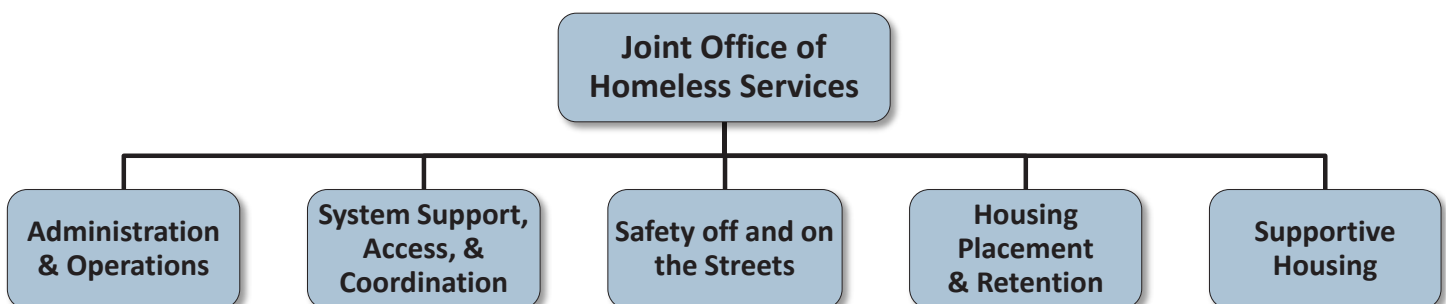 Joint Office of
Homeless Services
Administration
& Operations
System Support,
Access, &
Coordination
Safety off and on
the Streets
Housing
Placement
& Retention
Supportive
Housing